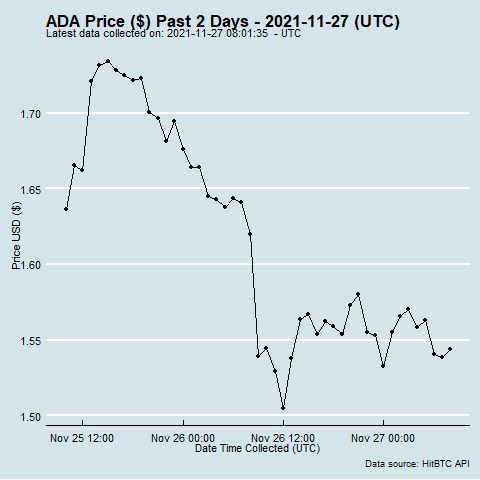 ADA Price ($) Past 2 Days - 2021-11-27 (UTC)
Latest data collected on: 2021-11-27 08:01:35 - UTC
Price USD ($)
1.70
1.65
1.60
1.55
1.50
Nov 25 12:00
Nov 26 00:00
Nov 26 12:00
Nov 27 00:00
Date Time Collected (UTC)
Data source: HitBTC API